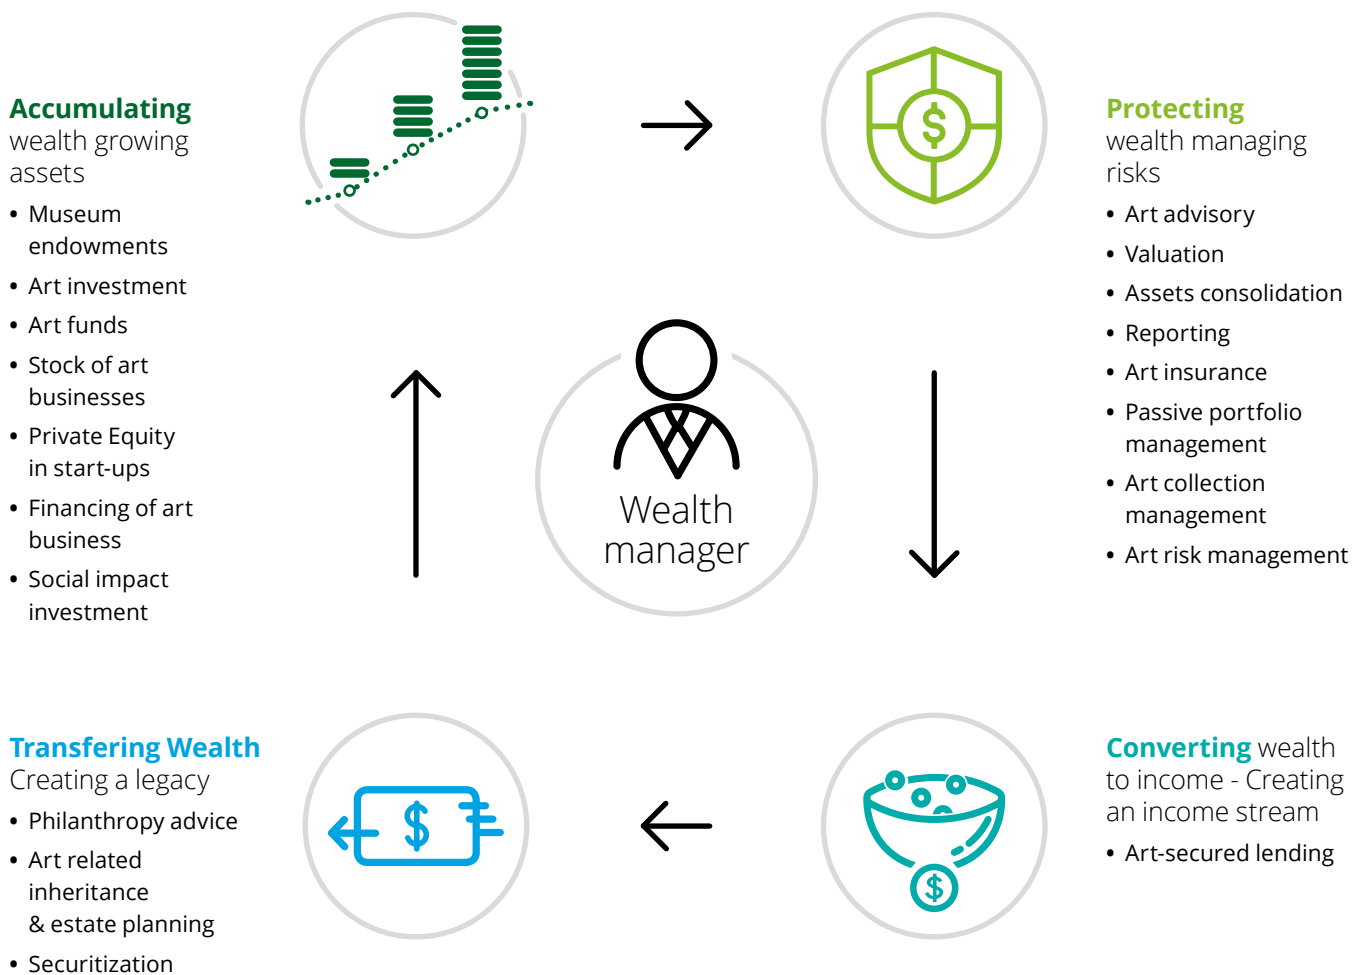 Accumulating
wealth growing
assets
• Museum
endowments
• Art investment
• Art funds
• Stock of art
businesses
• Private Equity
in start-ups
• Financing of art
business
• Social impact
investment
$
Protecting
wealth managing
risks
• Art advisory
• Valuation
• Assets consolidation
• Reporting
• Art insurance
• Passive portfolio
management
• Art collection
management
• Art risk management
Wealth
manager
Transfering Wealth
Creating a legacy
• Philanthropy advice
• Art related
inheritance
& estate planning
• Securitization
$
$
Converting wealth
to income - Creating
an income stream
• Art-secured lending